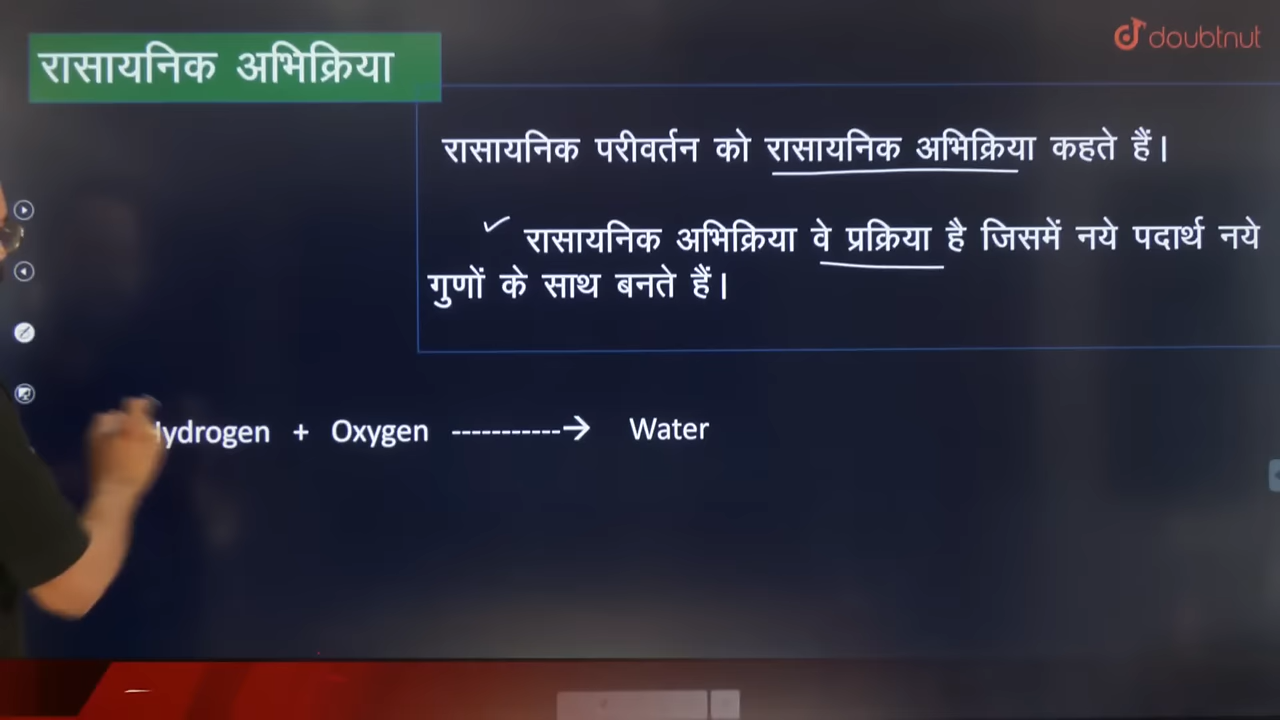 doubtnut
रासायनिक अभिक्रिया
रासायनिक परीवर्तन को रासायनिक अभिक्रिया कहते हैं।
रासायनिक अभिक्रिया वे प्रक्रिया है जिसमें नये पदार्थ नये
गुणों के साथ बनते हैं।
ydrogen + Oxygen -----------→ Water